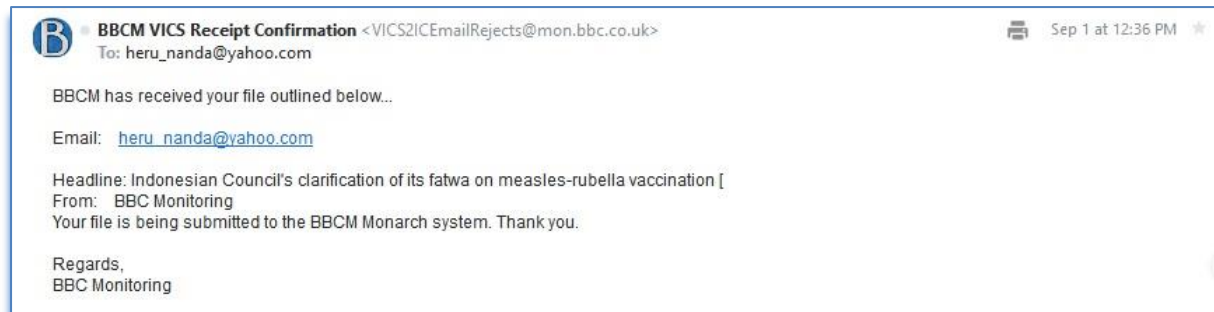 B
BBCM VICS Receipt Confirmation <VICS2ICEmailRejects@mon.bbc.co.uk> Sep 1 at 12:36 PM
To: heru_nanda@yahoo.com
BBCM has received your file outlined below...
Email: heru_nanda@yahoo.com
Headline: Indonesian Council's clarification of its fatwa on measles-rubella vaccination [
From: BBC Monitoring
Your file is being submitted to the BBCM Monarch system. Thank you.
Regards,
BBC Monitoring